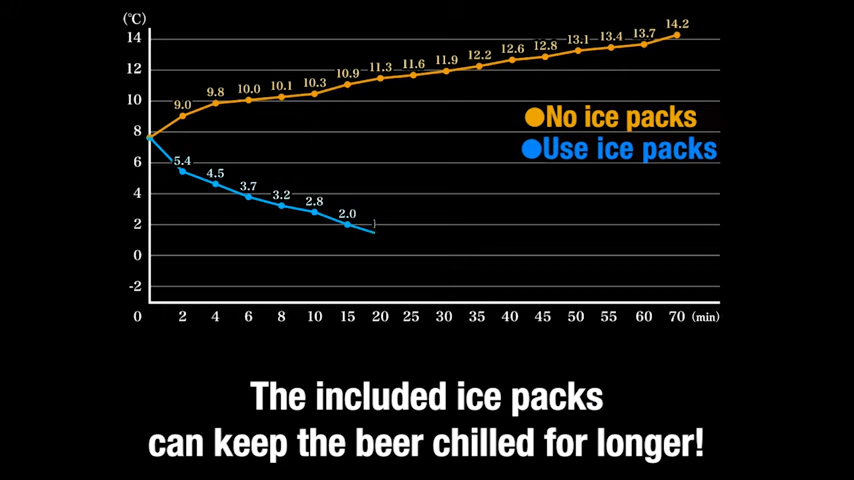 (℃)
14
12
10
8
6
4
2
0
-2
9.0 9.8 10.0 10.1 10.3 10.9 11.3 11.6 11.9 12.2 12.6 12.8 13.1 13.4 13.7 14.2
5.4 4.5 3.7 3.2 2.8 2.0
No ice packs
Use ice packs
0 2 4 6 8 10 15 20 25 30 35 40 45 50 55 60 70 (min)
The included ice packs
can keep the beer chilled for longer!